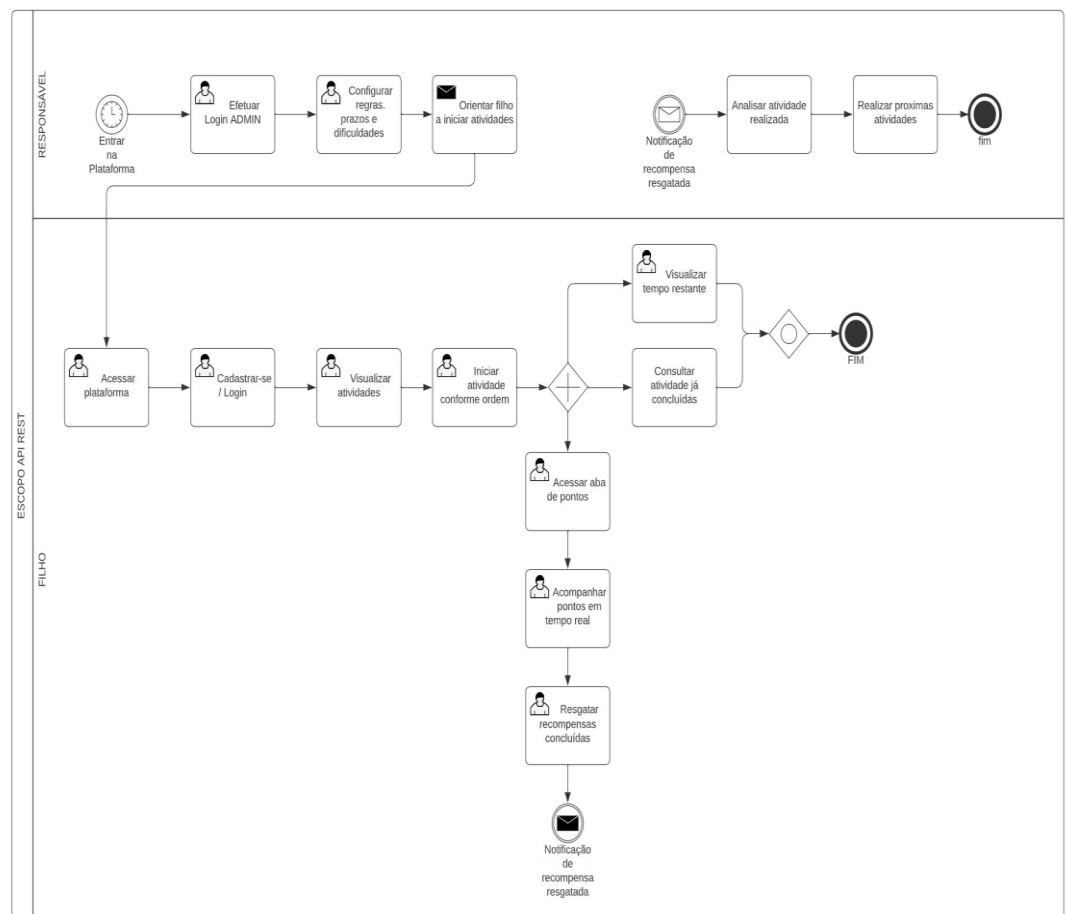 ESCOPO API REST
RESPONSÁVEL
Entrar
na
Plataforma
Efetuar
Login ADMIN
Configurar
regras.
prazos e
dificuldades
Orientar filho
a iniciar atividades
Notificação
de
recompensa
resgatada
Analisar atividade
realizada
Realizar proximas
atividades
fim
FILHO
Acessar
plataforma
Cadastrar-se
/ Login
Visualizar
atividades
Iniciar
atividade
conforme ordem
Visualizar
tempo restante
Consultar
atividade já
concluídas
FIM
Acessar aba
de pontos
Acompanhar
pontos em
tempo real
Resgatar
recompensas
concluídas
Notificação
de
recompensa
resgatada